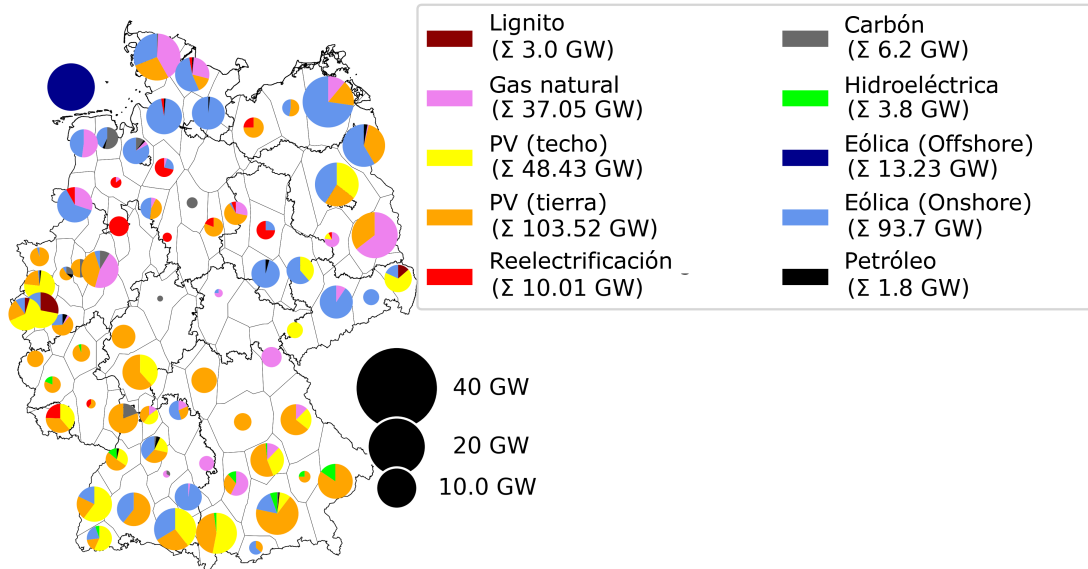 Lignito
(Σ 3.0 GW)
Gas natural
(Σ 37.05 GW)
PV (techo)
(Σ 48.43 GW)
PV (tierra)
(Σ 103.52 GW)
Reelectrificación
(Σ 10.01 GW)
Carbón
(Σ 6.2 GW)
Hidroeléctrica
(Σ 3.8 GW)
Eólica (Offshore)
(Σ 13.23 GW)
Eólica (Onshore)
(Σ 93.7 GW)
Petróleo
(Σ 1.8 GW)
40 GW
20 GW
10.0 GW